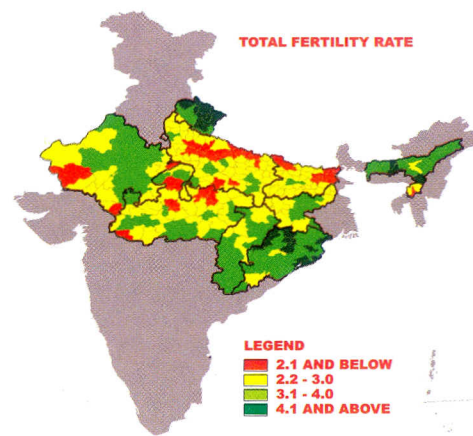 TOTAL FERTILITY RATE
LEGEND
2.1 AND BELOW
2.2 - 3.0
3.1 - 4.0
4.1 AND ABOVE